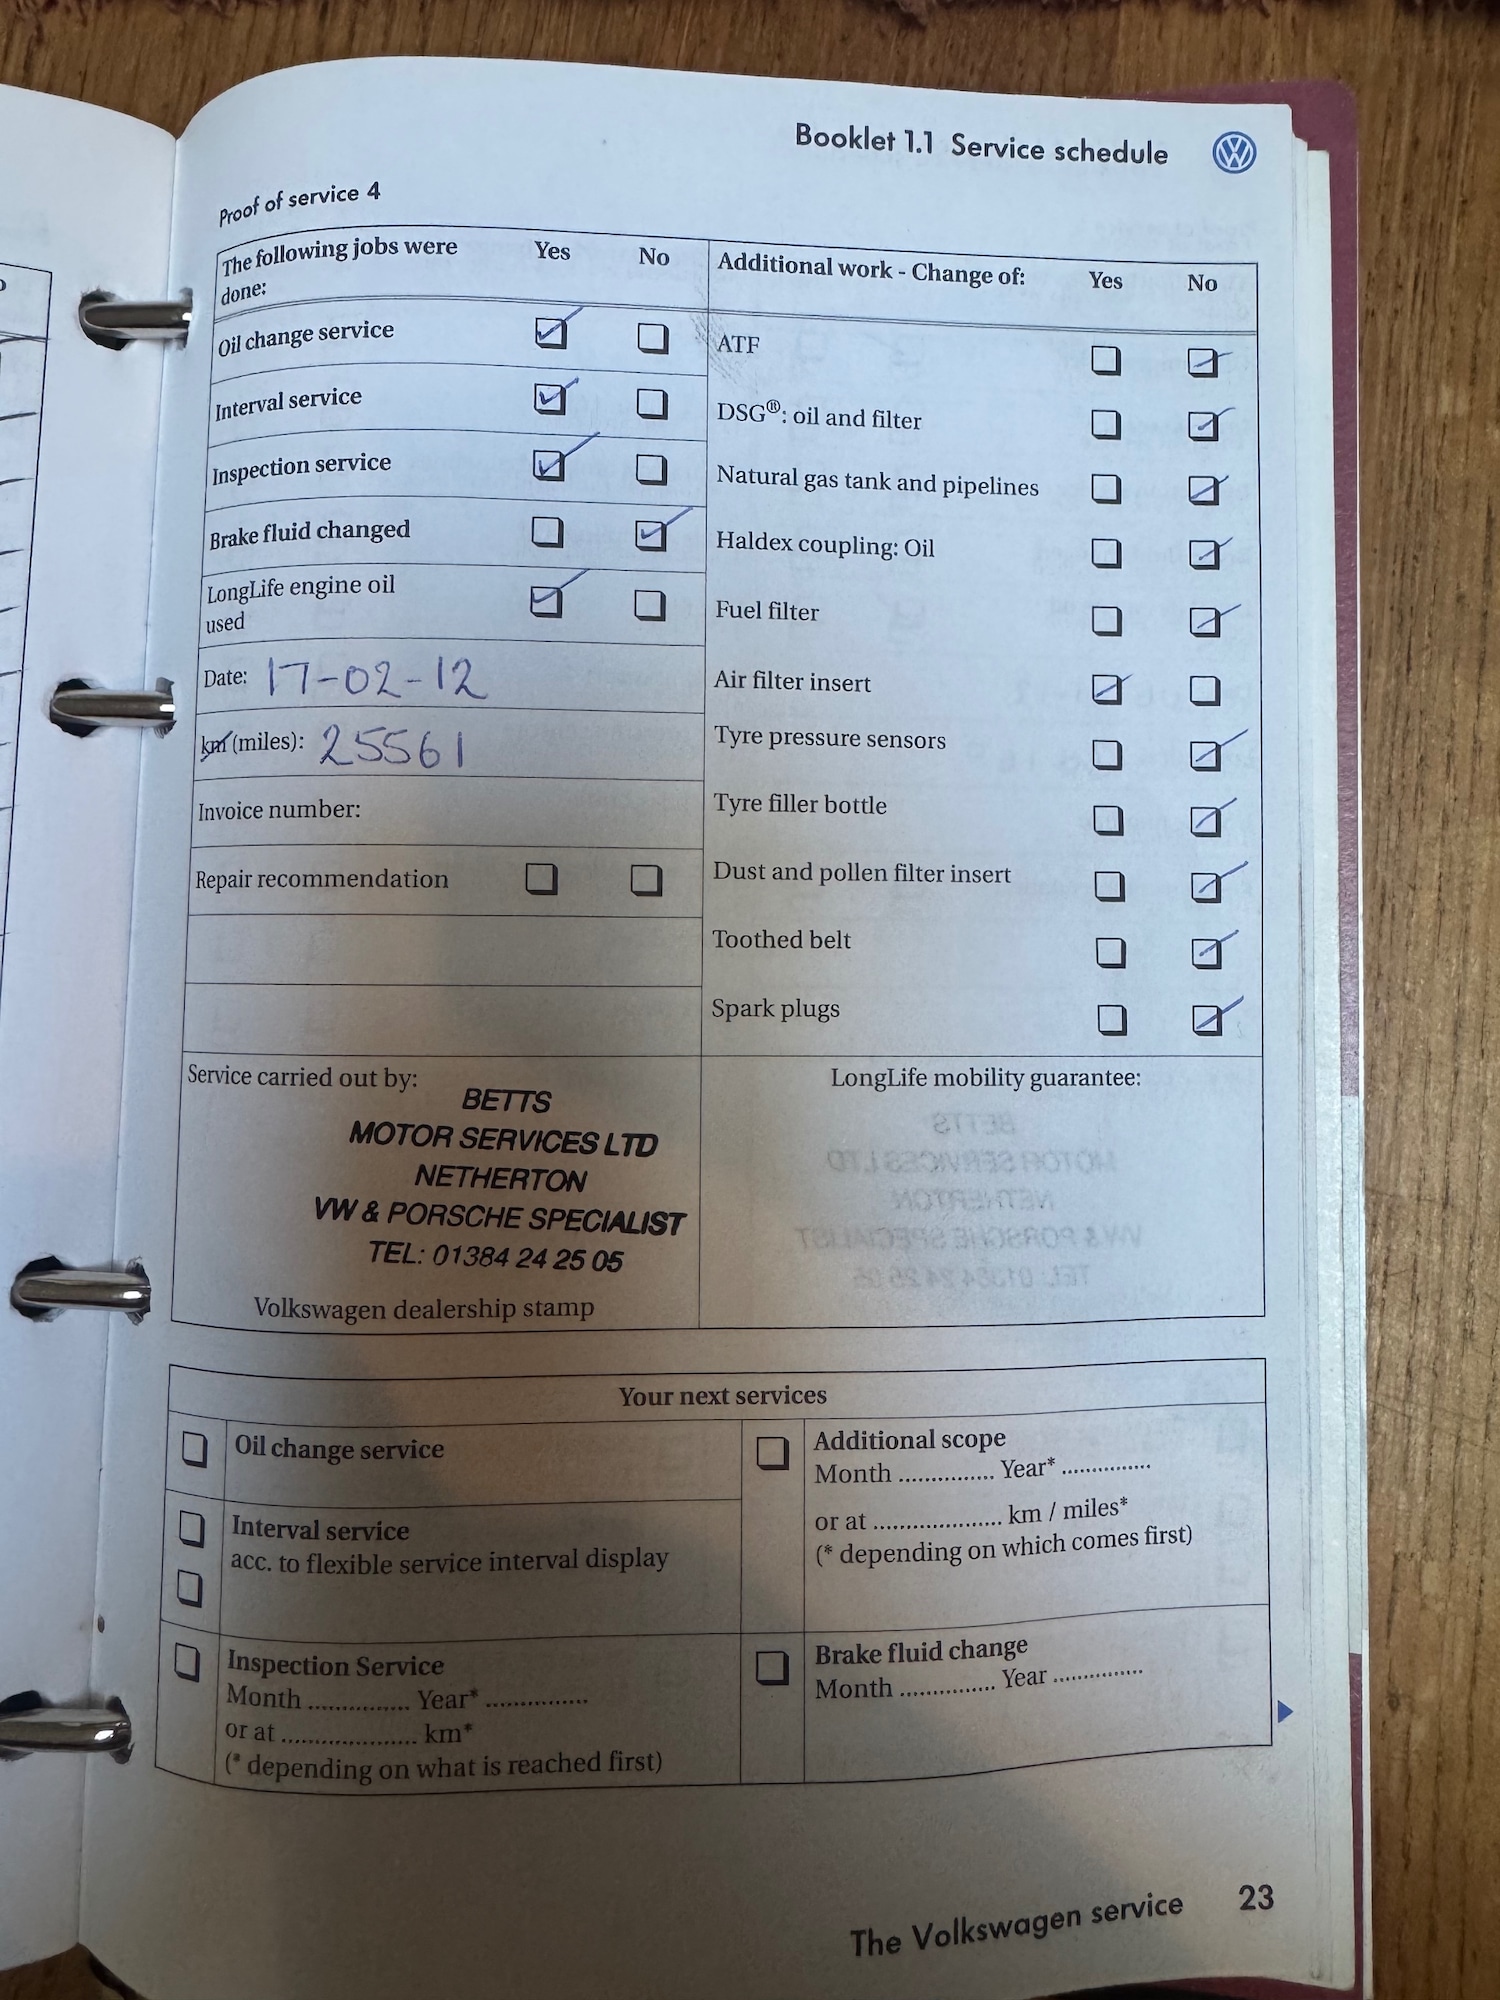 Booklet 1.1 Service schedule
Proof of service 4
The following jobs were done: Yes No
Oil change service
Interval service
Inspection service
Brake fluid changed
LongLife engine oil used
Date: 17-02-12
km (miles): 25561
Invoice number:
Repair recommendation
Additional work - Change of: Yes No
ATF
DSG®: oil and filter
Natural gas tank and pipelines
Haldex coupling: Oil
Fuel filter
Air filter insert
Tyre pressure sensors
Tyre filler bottle
Dust and pollen filter insert
Toothed belt
Spark plugs
Service carried out by:
BETTS
MOTOR SERVICES LTD
NETHERTON
VW & PORSCHE SPECIALIST
TEL: 01384 24 25 05
Volkswagen dealership stamp
LongLife mobility guarantee:
Your next services
Oil change service
Interval service
acc. to flexible service interval display
Inspection Service
Month ............... Year* ...............
or at .................... km*
(* depending on what is reached first)
Additional scope
Month ............... Year* ...............
or at .................... km / miles*
(* depending on which comes first)
Brake fluid change
Month ............... Year ...............
The Volkswagen service 23